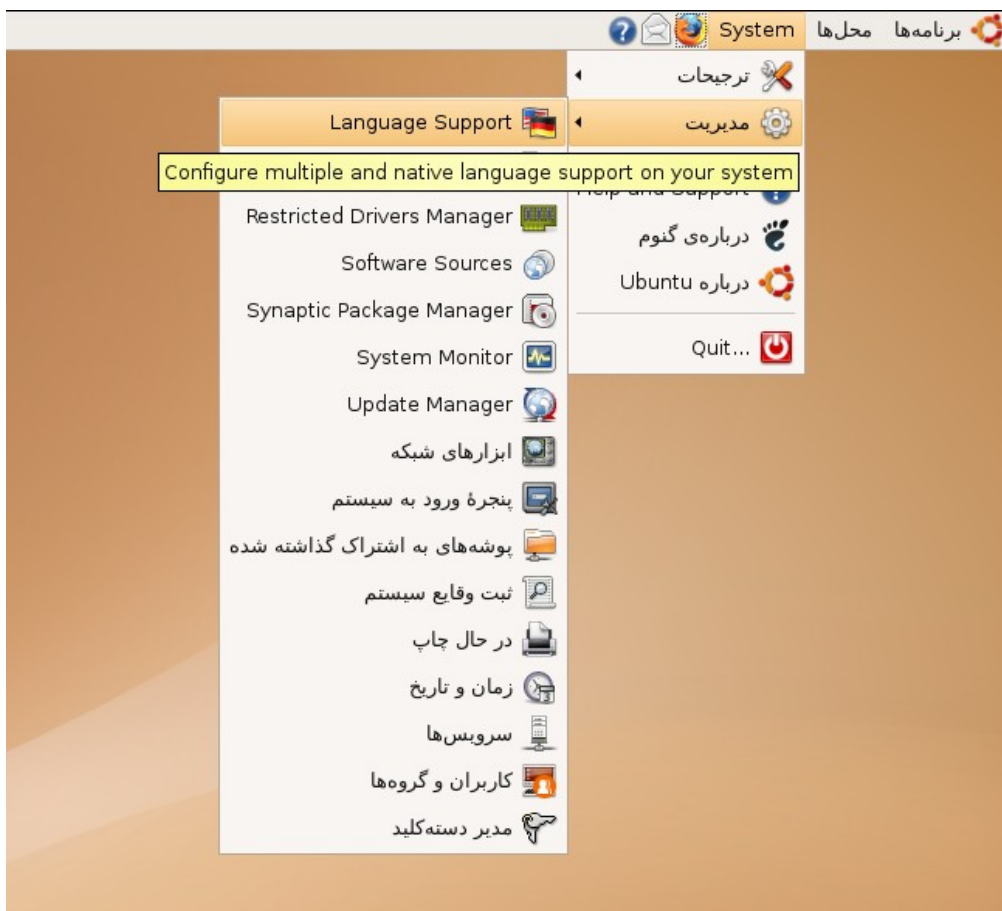 برنامه‌ها محل‌ها System
ترجیحات
مدیریت
Help and Support
درباره‌ی گنوم
درباره Ubuntu
Quit...
Language Support
Configure multiple and native language support on your system
Restricted Drivers Manager
Software Sources
Synaptic Package Manager
System Monitor
Update Manager
ابزارهای شبکه
پنجرهٔ ورود به سیستم
پوشه‌های به اشتراک گذاشته شده
ثبت وقایع سیستم
در حال چاپ
زمان و تاریخ
سرویس‌ها
کاربران و گروه‌ها
مدیر دسته‌کلید